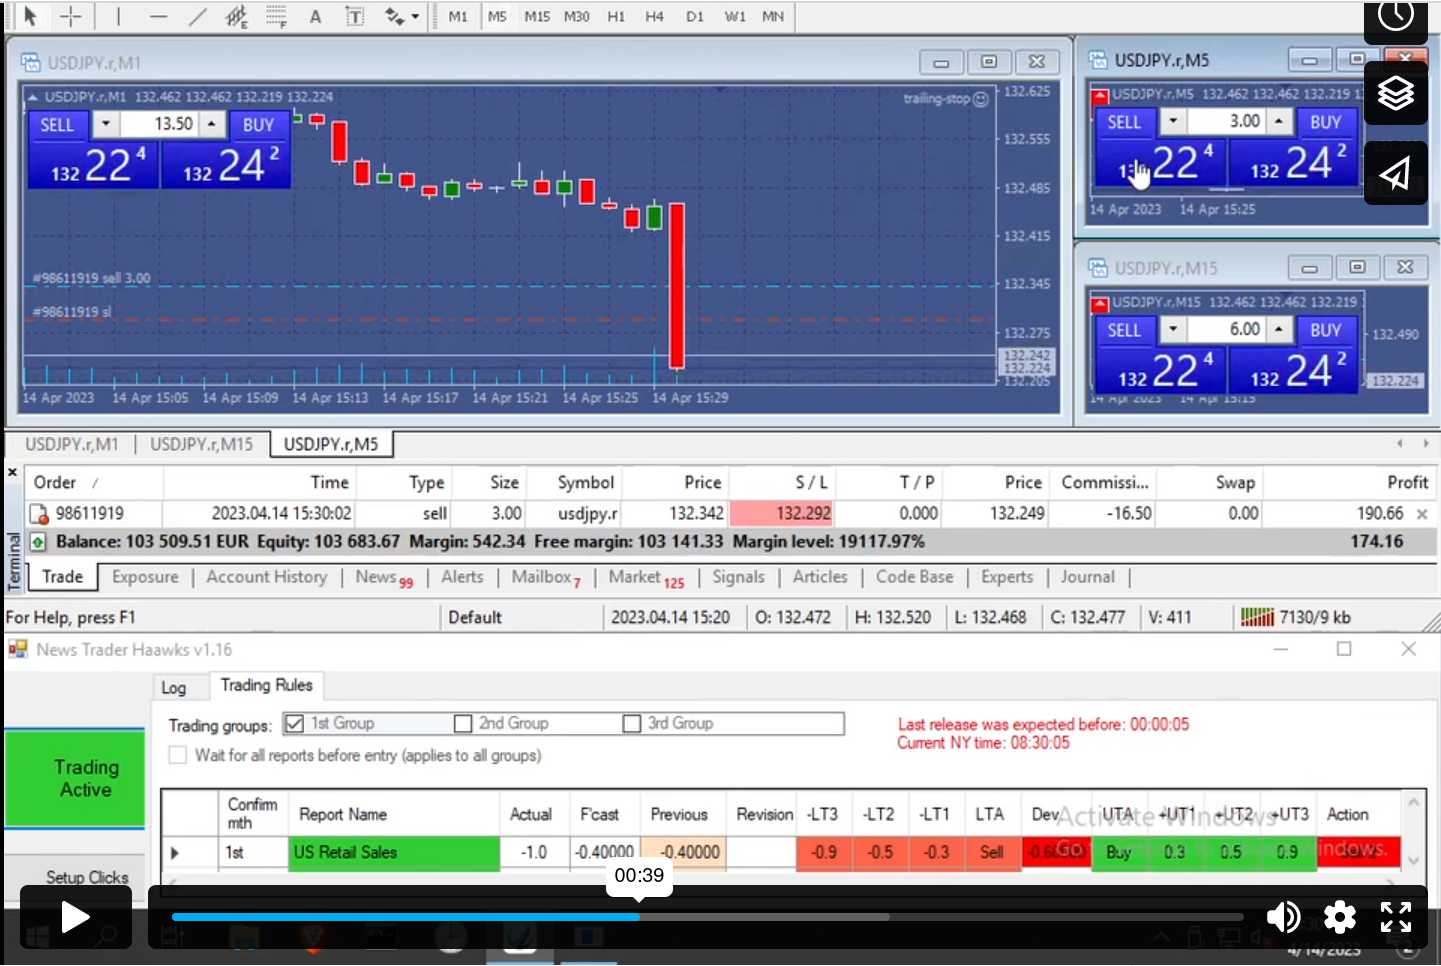 A T M1 M5 M15 M30 H1 H4 D1 W1 MN
USDJPY.r,M1
USDJPY.r,M1 132.462 132.462 132.219 132.224
trailing-stop
SELL 13.50 BUY
132 22 4 132 24 2
132.625
132.555
132.485
132.415
132.345
132.275
132.242
132.224
132.205
#98611919 sell 3.00
#98611919 sl
14 Apr 2023 14 Apr 15:05 14 Apr 15:09 14 Apr 15:13 14 Apr 15:17 14 Apr 15:21 14 Apr 15:25 14 Apr 15:29
USDJPY.r,M5
USDJPY.r,M5 132.462 132.462 132.219
SELL 3.00 BUY
22 4 132 24 2
14 Apr 2023 14 Apr 15:25
USDJPY.r,M15
USDJPY.r,M15 132.462 132.462 132.219
SELL 6.00 BUY
132 22 4 132 24 2
132.490
132.224
14 Apr 2023 14 Apr 15:15
USDJPY.r,M1 USDJPY.r,M15 USDJPY.r,M5
Order / Time Type Size Symbol Price S / L T / P Price Commissi... Swap Profit
98611919 2023.04.14 15:30:02 sell 3.00 usdjpy.r 132.342 132.292 0.000 132.249 -16.50 0.00 190.66
Balance: 103 509.51 EUR Equity: 103 683.67 Margin: 542.34 Free margin: 103 141.33 Margin level: 19117.97% 174.16
Terminal
Trade Exposure Account History News 99 Alerts Mailbox 7 Market 125 Signals Articles Code Base Experts Journal
For Help, press F1 Default 2023.04.14 15:20 O: 132.472 H: 132.520 L: 132.468 C: 132.477 V: 411 7130/9 kb
News Trader Haawks v1.16
Log Trading Rules
Trading groups: 1st Group 2nd Group 3rd Group
Wait for all reports before entry (applies to all groups)
Last release was expected before: 00:00:05
Current NY time: 08:30:05
Trading
Active
Setup Clicks
Confirm mth Report Name Actual F'cast Previous Revision -LT3 -LT2 -LT1 LTA Dev. UTA +UT1 +UT2 +UT3 Action
1st US Retail Sales -1.0 -0.40000 -0.40000 -0.9 -0.5 -0.3 Sell Buy 0.3 0.5 0.9
Activate Windows
00:39
4/14/2023